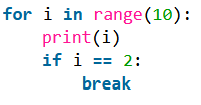 for i in range(10):
    print(i)
    if i == 2:
        break